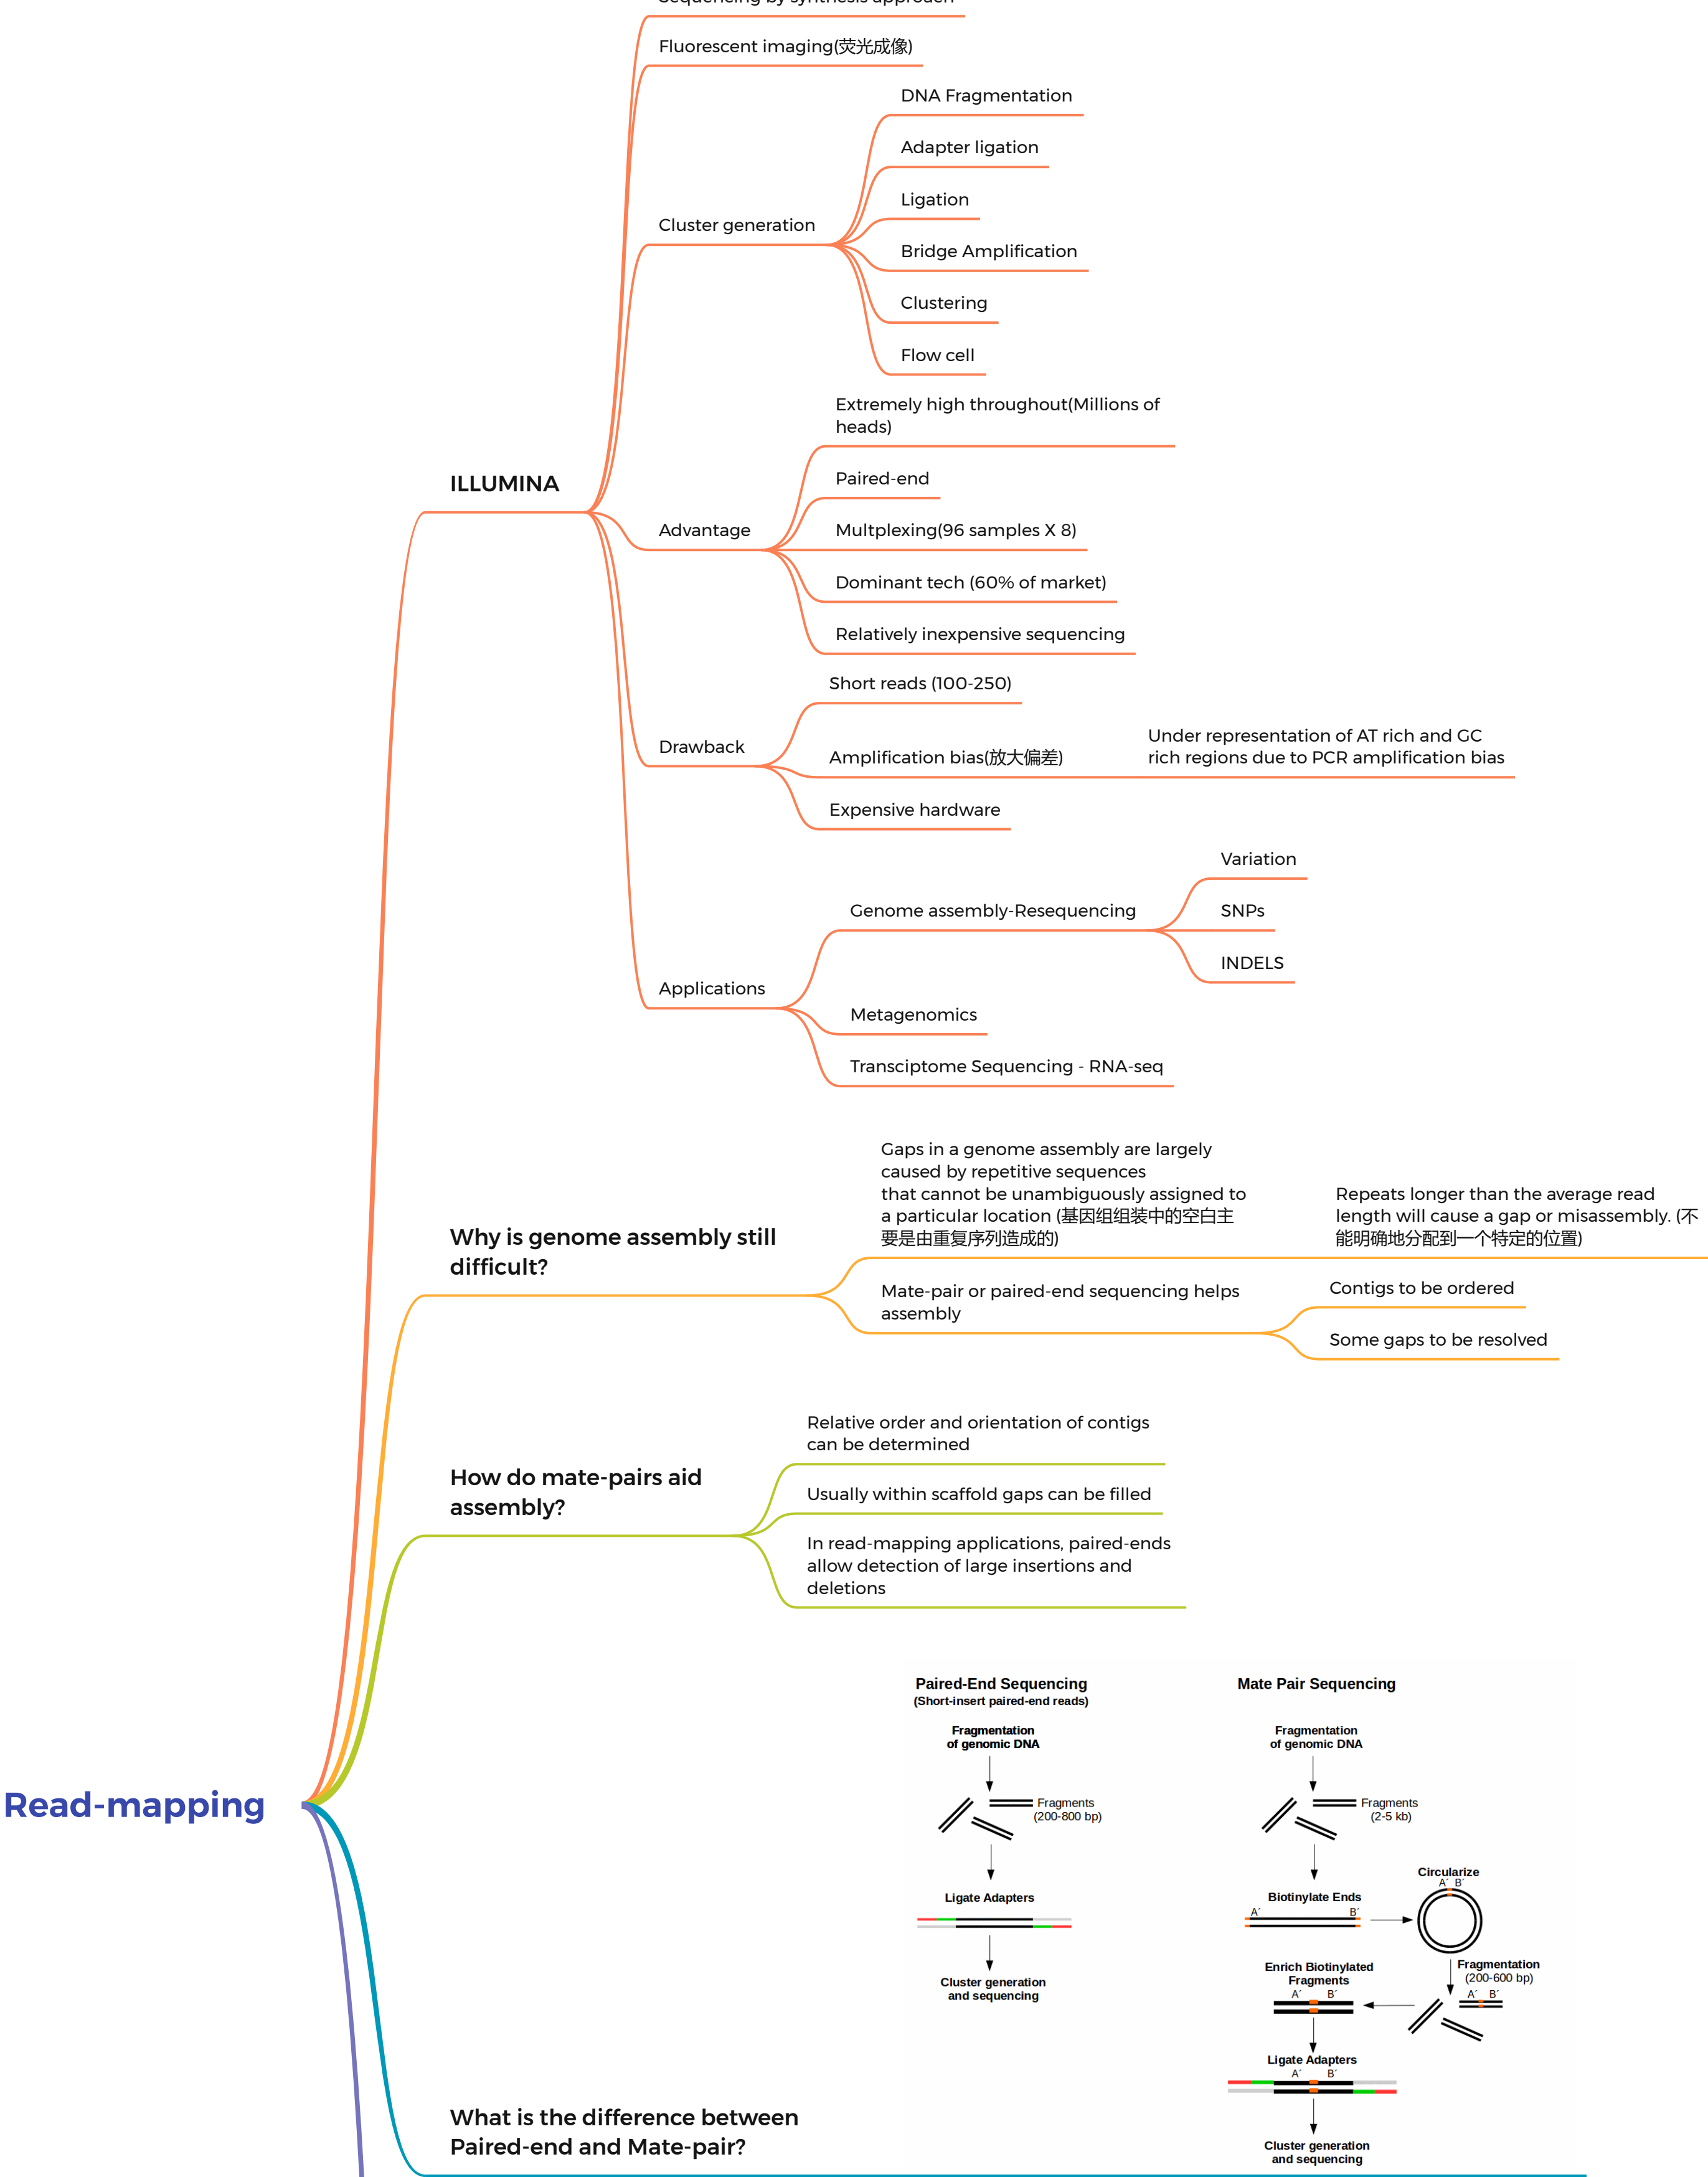 Sequencing by synthesis approach
Fluorescent imaging(荧光成像)
DNA Fragmentation
Adapter ligation
Ligation
Cluster generation
Bridge Amplification
Clustering
Flow cell
Extremely high throughout(Millions of
heads)
ILLUMINA
Paired-end
Advantage
Multplexing(96 samples X 8)
Dominant tech (60% of market)
Relatively inexpensive sequencing
Short reads (100-250)
Drawback
Amplification bias(放大偏差)
Under representation of AT rich and GC
rich regions due to PCR amplification bias
Expensive hardware
Variation
Genome assembly-Resequencing
SNPs
INDELS
Applications
Metagenomics
Transciptome Sequencing - RNA-seq
Why is genome assembly still
difficult?
Gaps in a genome assembly are largely
caused by repetitive sequences
that cannot be unambiguously assigned to
a particular location (基因组组装中的空白主
要是由重复序列造成的)
Repeats longer than the average read
length will cause a gap or misassembly. (不
能明确地分配到一个特定的位置)
Mate-pair or paired-end sequencing helps
assembly
Contigs to be ordered
Some gaps to be resolved
How do mate-pairs aid
assembly?
Relative order and orientation of contigs
can be determined
Usually within scaffold gaps can be filled
In read-mapping applications, paired-ends
allow detection of large insertions and
deletions
Read-mapping
What is the difference between
Paired-end and Mate-pair?
Paired-End Sequencing
(Short-insert paired-end reads)
Fragmentation
of genomic DNA
Fragments
(200-800 bp)
Ligate Adapters
Cluster generation
and sequencing
Mate Pair Sequencing
Fragmentation
of genomic DNA
Fragments
(2-5 kb)
Biotinylate Ends
A´ B´
Circularize
A´ B´
Fragmentation
(200-600 bp)
A´ B´
Enrich Biotinylated
Fragments
A´ B´
Ligate Adapters
A´ B´
Cluster generation
and sequencing